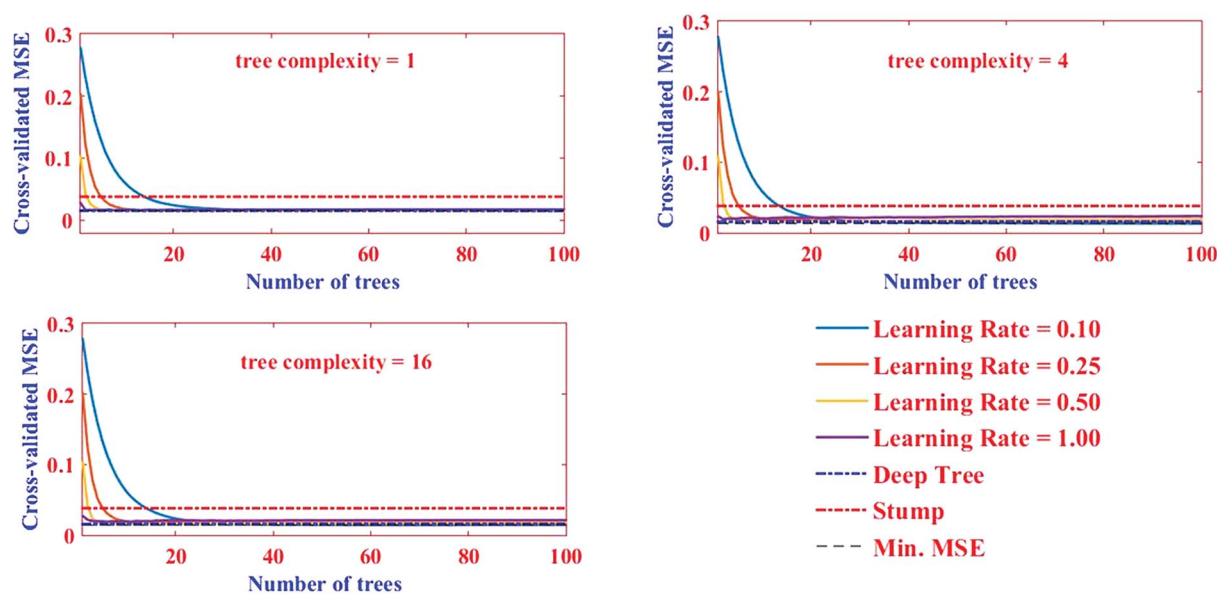 Cross-validated MSE
0.3
0.2
0.1
0
tree complexity = 1
20
40
60
80
100
Number of trees
Cross-validated MSE
0.3
0.2
0.1
0
tree complexity = 4
20
40
60
80
100
Number of trees
Cross-validated MSE
0.3
0.2
0.1
0
tree complexity = 16
20
40
60
80
100
Number of trees
Learning Rate = 0.10
Learning Rate = 0.25
Learning Rate = 0.50
Learning Rate = 1.00
Deep Tree
Stump
Min. MSE